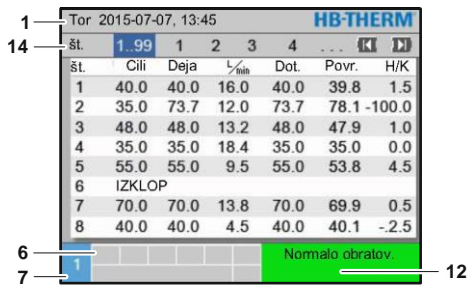 1 Tor 2015-07-07, 13:45 HB-THERM
14 št. 1..99 1 2 3 4 ...
št. Cili Deja L/min Dot. Povr. H/K
1 40.0 40.0 16.0 40.0 39.8 1.5
2 35.0 73.7 12.0 73.7 78.1 -100.0
3 48.0 48.0 13.2 48.0 47.9 1.0
4 35.0 35.0 18.4 35.0 35.0 0.0
5 55.0 55.0 9.5 55.0 53.8 4.5
6 IZKLOP
7 70.0 70.0 13.8 70.0 69.9 0.5
8 40.0 40.0 4.5 40.0 40.1 -.2.5
6 1 Normalo obratov.
7 12